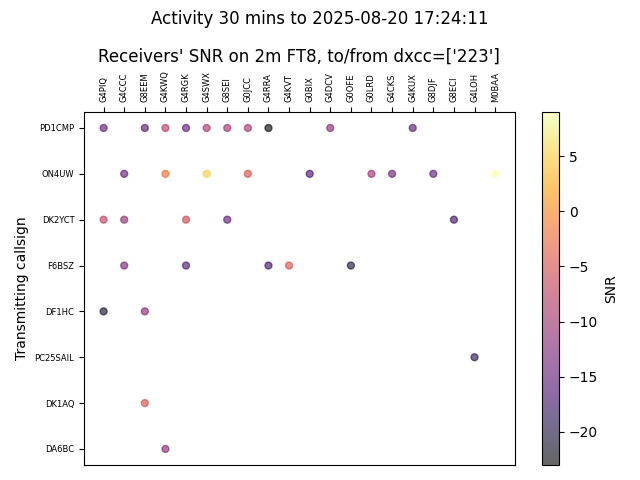 Activity 30 mins to 2025-08-20 17:24:11
Receivers' SNR on 2m FT8, to/from dxcc=['223']
G4PIQ
G4CCC
G8EEM
G4KWQ
G4RGK
G4SWX
G8SEI
G0JCC
G4RRA
G4KVT
G0BIX
G4DCV
G0OFE
G0LRD
G4CKS
G4KUX
G8DJF
G8ECI
G4LOH
M0BAA
PD1CMP
ON4UW
DK2YCT
F6BSZ
DF1HC
PC25SAIL
DK1AQ
DA6BC
Transmitting callsign
5
0
−5
−10
−15
−20
SNR